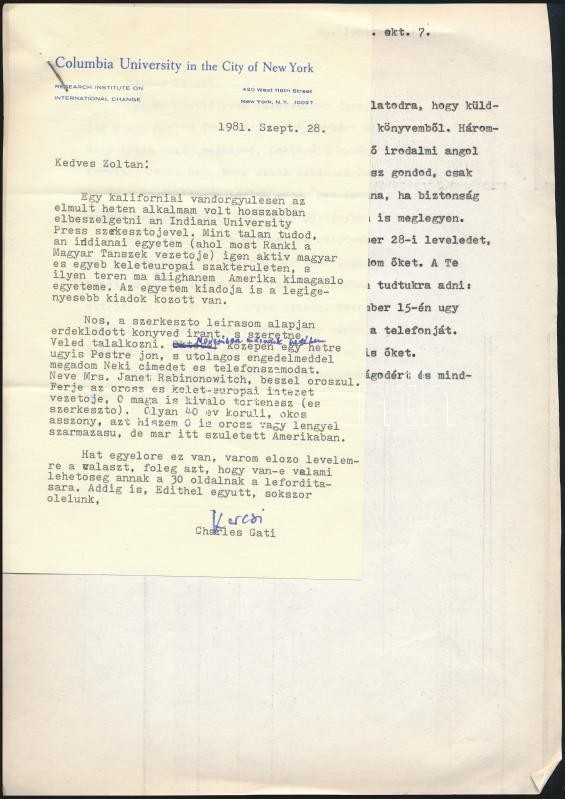 Columbia University in the City of New York
RESEARCH INSTITUTE ON
INTERNATIONAL CHANGE
420 West 118th Street
New York, N.Y. 10027
1981. Szept. 28.
Kedves Zoltan:
Egy kaliforniai vandorgyulesen az
elmult heten alkalmam volt hosszabban
elbeszelgetni an Indiana University
Press szekesztojevel. Mint talan tudod,
an indianai egyetem (ahol most Ranki a
Magyar Tanszek vezetoje) igen aktiv magyar
es egyeb keleteuropai szakteruleten, s
ilyen teren ma alighanem Amerika kimagaslo
egyeteme. Az egyetem kiadoja is a legige-
nyesebb kiadok kozott van.
Nos, a szerkeszto leirasom alapjan
erdeklodott konyved irant, s szeretne
Veled talalkozni. November második hetében
kozepen egy hetre
ugyis Pestre jon, s utolagos engedelmeddel
megadom Neki cimedet es telefonszamodat.
Neve Mrs. Janet Rabinonowitch, beszel oroszul.
Ferje az orosz es kelet-europai intezet
vezetoje, O maga is kivalo tortenesz (es
szerkeszto). Olyan 40 ev koruli, okos
asszony, azt hiszem O is orosz vagy lengyel
szarmazasu, de mar itt szuletett Amerikaban.
Hat egyelore ez van, varom elozo levelem-
re a valaszt, foleg azt, hogy van-e valami
lehetoseg annak a 30 oldalnak a leforditasa-
sara. Addig is, Edithel egyutt, sokszor
olelunk,
Karcsi
Charles Gati
. okt. 7.
latodra, hogy küld-
könyvemből. Három-
ő irodalmi angol
sz gondod, csak
na, ha biztonság
n is meglegyen.
ber 28-i leveledet,
dom őket. A Te
n tudtukra adni:
ember 15-én ugy
a telefonját.
is őket.
ágodért és mind-